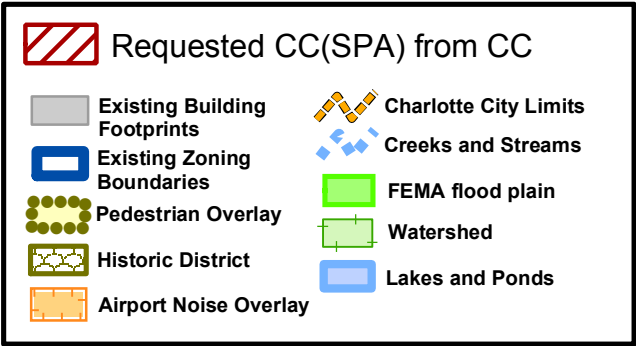 Requested CC(SPA) from CC
Existing Building
Footprints
Existing Zoning
Boundaries
Pedestrian Overlay
Historic District
Airport Noise Overlay
Charlotte City Limits
Creeks and Streams
FEMA flood plain
Watershed
Lakes and Ponds